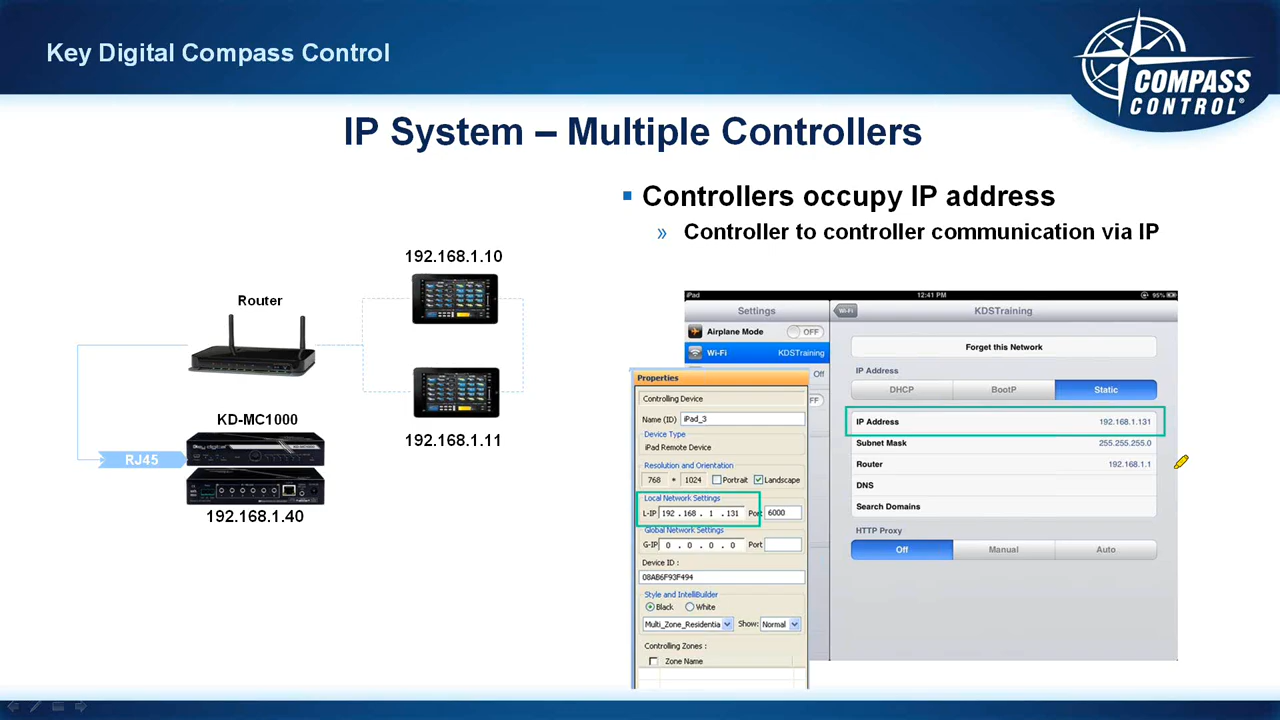 Key Digital Compass Control
COMPASS
CONTROL®
IP System – Multiple Controllers
Controllers occupy IP address
» Controller to controller communication via IP
192.168.1.10
Router
192.168.1.11
KD-MC1000
RJ45
192.168.1.40
iPad
12:41 PM
95%
Settings
Wi-Fi
KDSTraining
Airplane Mode
OFF
Wi-Fi
KDSTraining
Off
FF
Forget this Network
IP Address
DHCP
BootP
Static
IP Address
192.168.1.131
Subnet Mask
255.255.255.0
Router
192.168.1.1
DNS
Search Domains
HTTP Proxy
Off
Manual
Auto
Properties
Controlling Device
Name (ID)
iPad_3
Device Type
iPad Remote Device
Resolution and Orientation
768 * 1024
Portrait
Landscape
Local Network Settings
L-IP
192 . 168 . 1 . 131
Port
6000
Global Network Settings
G-IP
0 . 0 . 0 . 0
Port
Device ID :
08AB6F93F494
Style and IntelliBuilder
Black
White
Multi_Zone_Residentia
Show:
Normal
Controlling Zones :
Zone Name